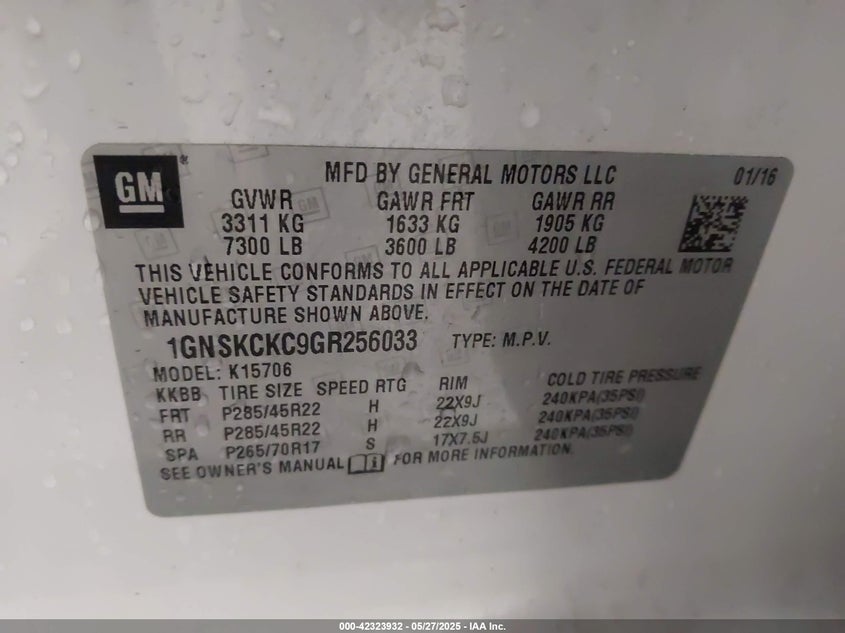 GM
MFD BY GENERAL MOTORS LLC 01/16
GVWR GAWR FRT GAWR RR
3311 KG 1633 KG 1905 KG
7300 LB 3600 LB 4200 LB
THIS VEHICLE CONFORMS TO ALL APPLICABLE U.S. FEDERAL MOTOR
VEHICLE SAFETY STANDARDS IN EFFECT ON THE DATE OF
MANUFACTURE SHOWN ABOVE.
1GNSKCKC9GR256033 TYPE: M.P.V.
MODEL: K15706
KKBB TIRE SIZE SPEED RTG RIM COLD TIRE PRESSURE
FRT P285/45R22 H 22X9J 240KPA(35PSI)
RR P285/45R22 H 22X9J 240KPA(35PSI)
SPA P265/70R17 S 17X7.5J 240KPA(35PSI)
SEE OWNER'S MANUAL FOR MORE INFORMATION.
000-42323932 - 05/27/2025 - IAA Inc.